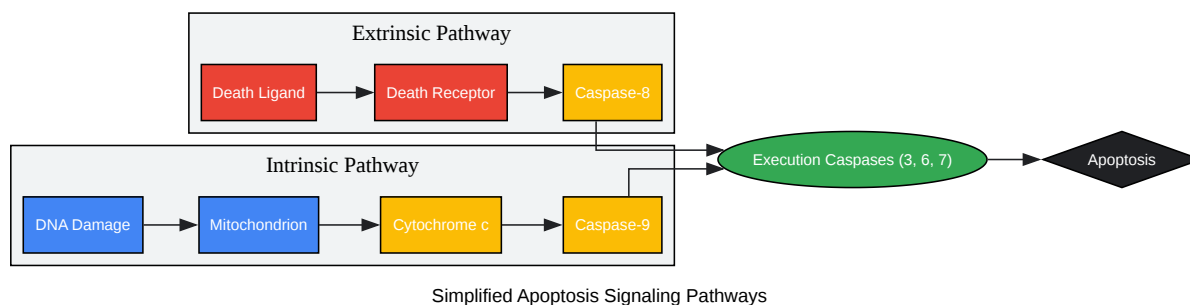 Extrinsic Pathway
Death Ligand
Death Receptor
Caspase-8
Intrinsic Pathway
DNA Damage
Mitochondrion
Cytochrome c
Caspase-9
Execution Caspases (3, 6, 7)
Apoptosis
Simplified Apoptosis Signaling Pathways